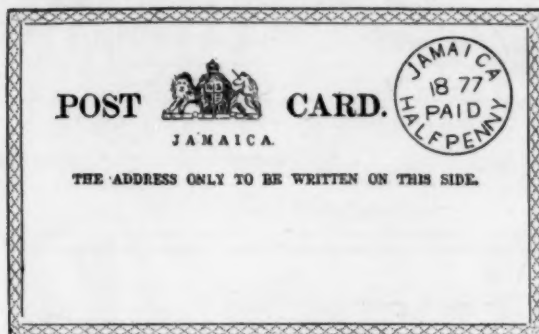 POST CARD.
JAMAICA.
THE ADDRESS ONLY TO BE WRITTEN ON THIS SIDE.
JAMAICA
18 77
PAID
HALFPENNY